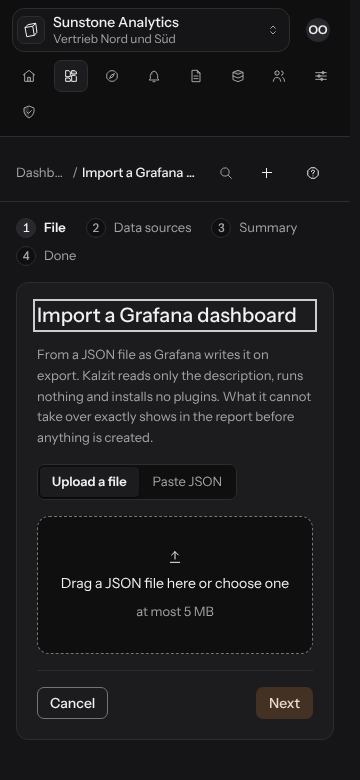 Sunstone Analytics
Vertrieb Nord und Süd
OO
Dashb... / Import a Grafana ...
1 File 2 Data sources 3 Summary
4 Done
Import a Grafana dashboard
From a JSON file as Grafana writes it on
export. Kalzit reads only the description, runs
nothing and installs no plugins. What it cannot
take over exactly shows in the report before
anything is created.
Upload a file Paste JSON
Drag a JSON file here or choose one
at most 5 MB
Cancel Next